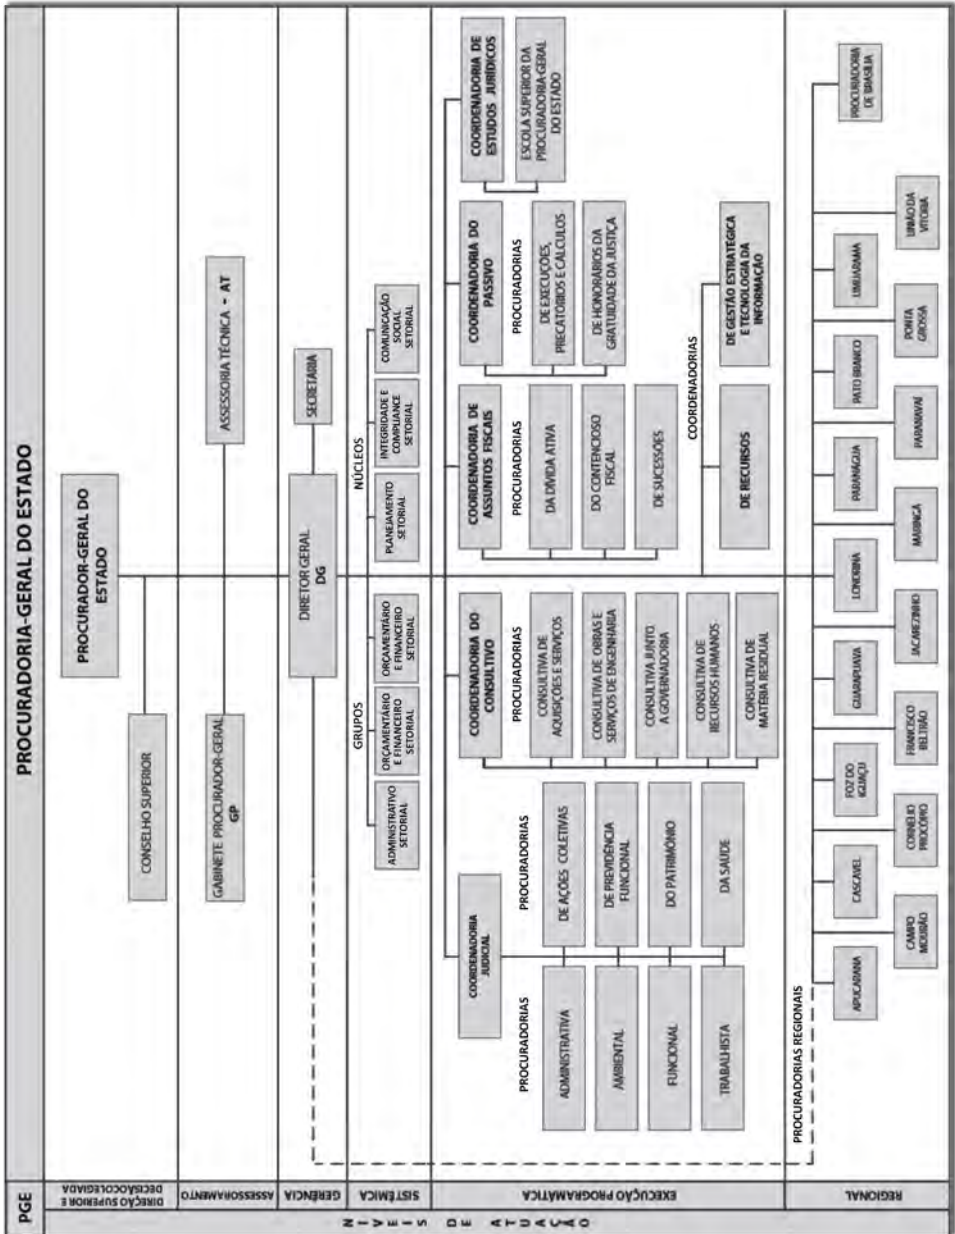 PGE
PROCURADORIA-GERAL DO ESTADO
NÍVEIS DE ATUAÇÃO
DIREÇÃO SUPERIOR E
DECISÃO COLEGIADA
PROCURADOR-GERAL DO
ESTADO
CONSELHO SUPERIOR
ASSESSORAMENTO
GABINETE PROCURADOR-GERAL
GP
ASSESSORIA TÉCNICA - AT
GERÊNCIA
DIRETOR GERAL
DG
SECRETARIA
SISTÊMICA
GRUPOS
NÚCLEOS
ADMINISTRATIVO
SETORIAL
ORÇAMENTÁRIO
E FINANCEIRO
SETORIAL
ORÇAMENTÁRIO
E FINANCEIRO
SETORIAL
PLANEJAMENTO
SETORIAL
INTEGRIDADE E
COMPLIANCE
SETORIAL
COMUNICAÇÃO
SOCIAL
SETORIAL
EXECUÇÃO PROGRAMÁTICA
COORDENADORIA
JUDICIAL
PROCURADORIAS
ADMINISTRATIVA
AMBIENTAL
FUNCIONAL
TRABALHISTA
PROCURADORIAS
DE AÇÕES COLETIVAS
DE PREVIDÊNCIA
FUNCIONAL
DO PATRIMÔNIO
DA SAÚDE
COORDENADORIA DO
CONSULTIVO
PROCURADORIAS
CONSULTIVA DE
AQUISIÇÕES E SERVIÇOS
CONSULTIVA DE OBRAS E
SERVIÇOS DE ENGENHARIA
CONSULTIVA JUNTO
A GOVERNADORIA
CONSULTIVA DE
RECURSOS HUMANOS
CONSULTIVA DE
MATÉRIA RESIDUAL
COORDENADORIA DE
ASSUNTOS FISCAIS
PROCURADORIAS
DA DÍVIDA ATIVA
DO CONTENCIOSO
FISCAL
DE SUCESSÕES
COORDENADORIA DO
PASSIVO
PROCURADORIAS
DE EXECUÇÕES,
PRECATÓRIOS E CÁLCULOS
DE HONORÁRIOS DA
GRATUIDADE DA JUSTIÇA
COORDENADORIA DE
ESTUDOS JURÍDICOS
ESCOLA SUPERIOR DA
PROCURADORIA-GERAL
DO ESTADO
COORDENADORIAS
DE RECURSOS
DE GESTÃO ESTRATÉGICA
E TECNOLOGIA DA
INFORMAÇÃO
REGIONAL
PROCURADORIAS REGIONAIS
APUCARANA
CASCAVEL
FOZ DO
IGUAÇU
GUARAPUAVA
LONDRINA
PARANAGUÁ
PATO BRANCO
UMUARAMA
PROCURADORIA
DE BRASÍLIA
CAMPO
MOURÃO
CORNÉLIO
PROCÓPIO
FRANCISCO
BELTRÃO
JACAREZINHO
MARINGÁ
PARANAVAÍ
PONTA
GROSSA
UNIÃO DA
VITÓRIA